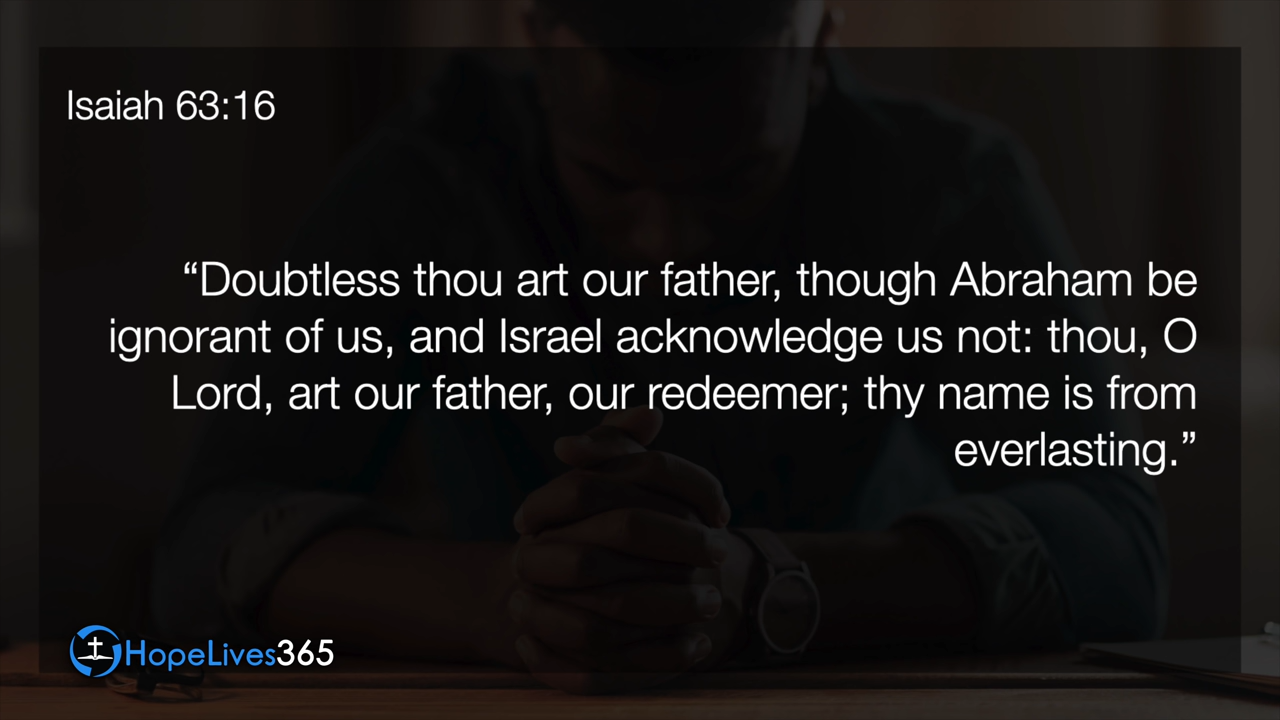 Isaiah 63:16
“Doubtless thou art our father, though Abraham be
ignorant of us, and Israel acknowledge us not: thou, O
Lord, art our father, our redeemer; thy name is from
everlasting.”
HopeLives365